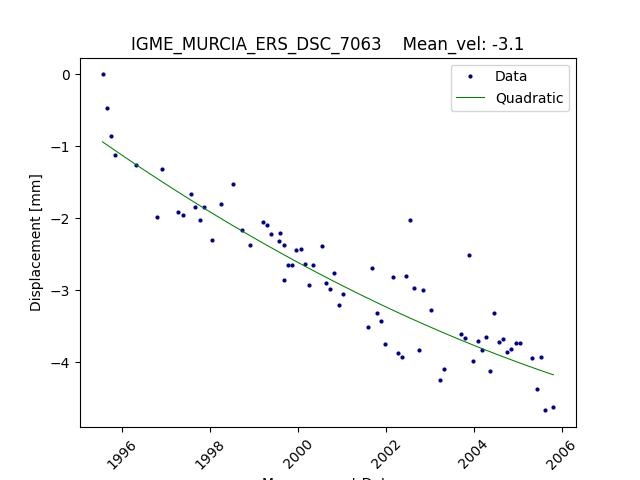 IGME_MURCIA_ERS_DSC_7063 Mean_vel: -3.1
Data
Quadratic
Displacement [mm]
0
−1
−2
−3
−4
1996
1998
2000
2002
2004
2006